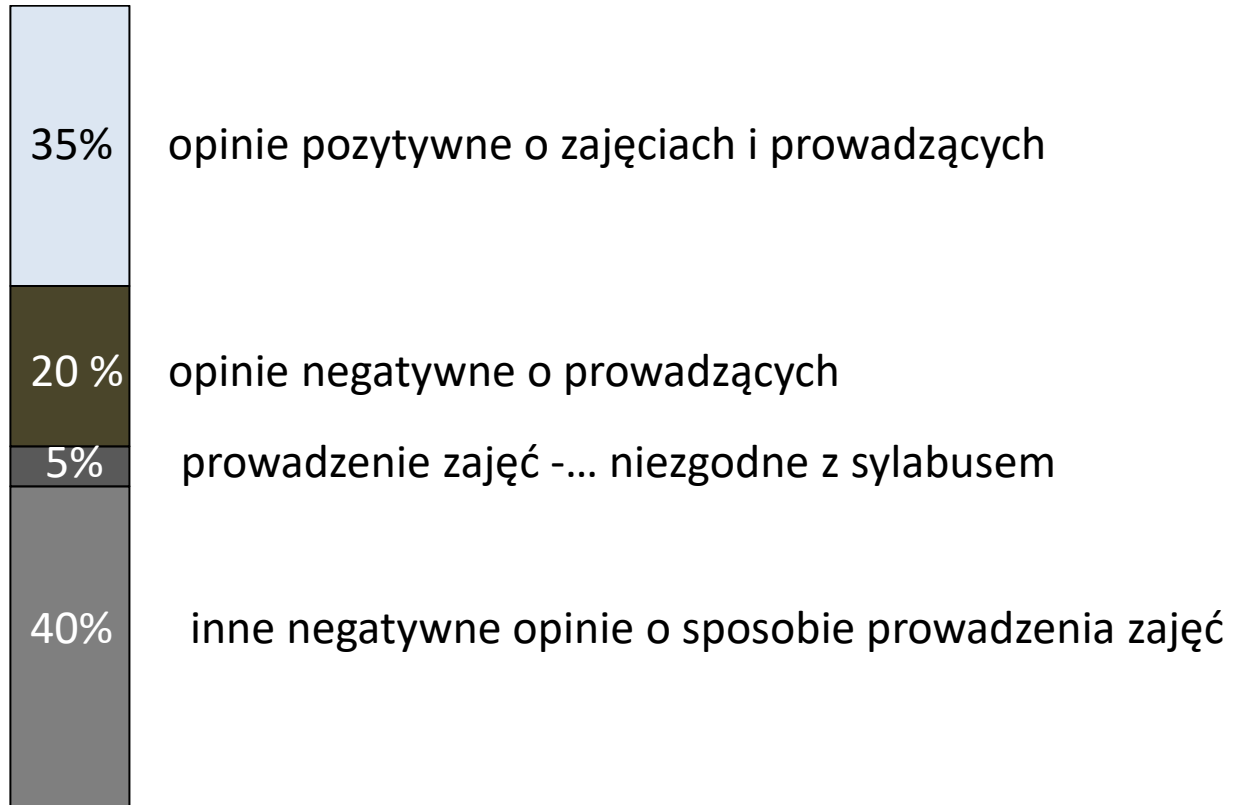 35% opinie pozytywne o zajęciach i prowadzących
20 % opinie negatywne o prowadzących
5% prowadzenie zajęć -... niezgodne z sylabusem
40% inne negatywne opinie o sposobie prowadzenia zajęć